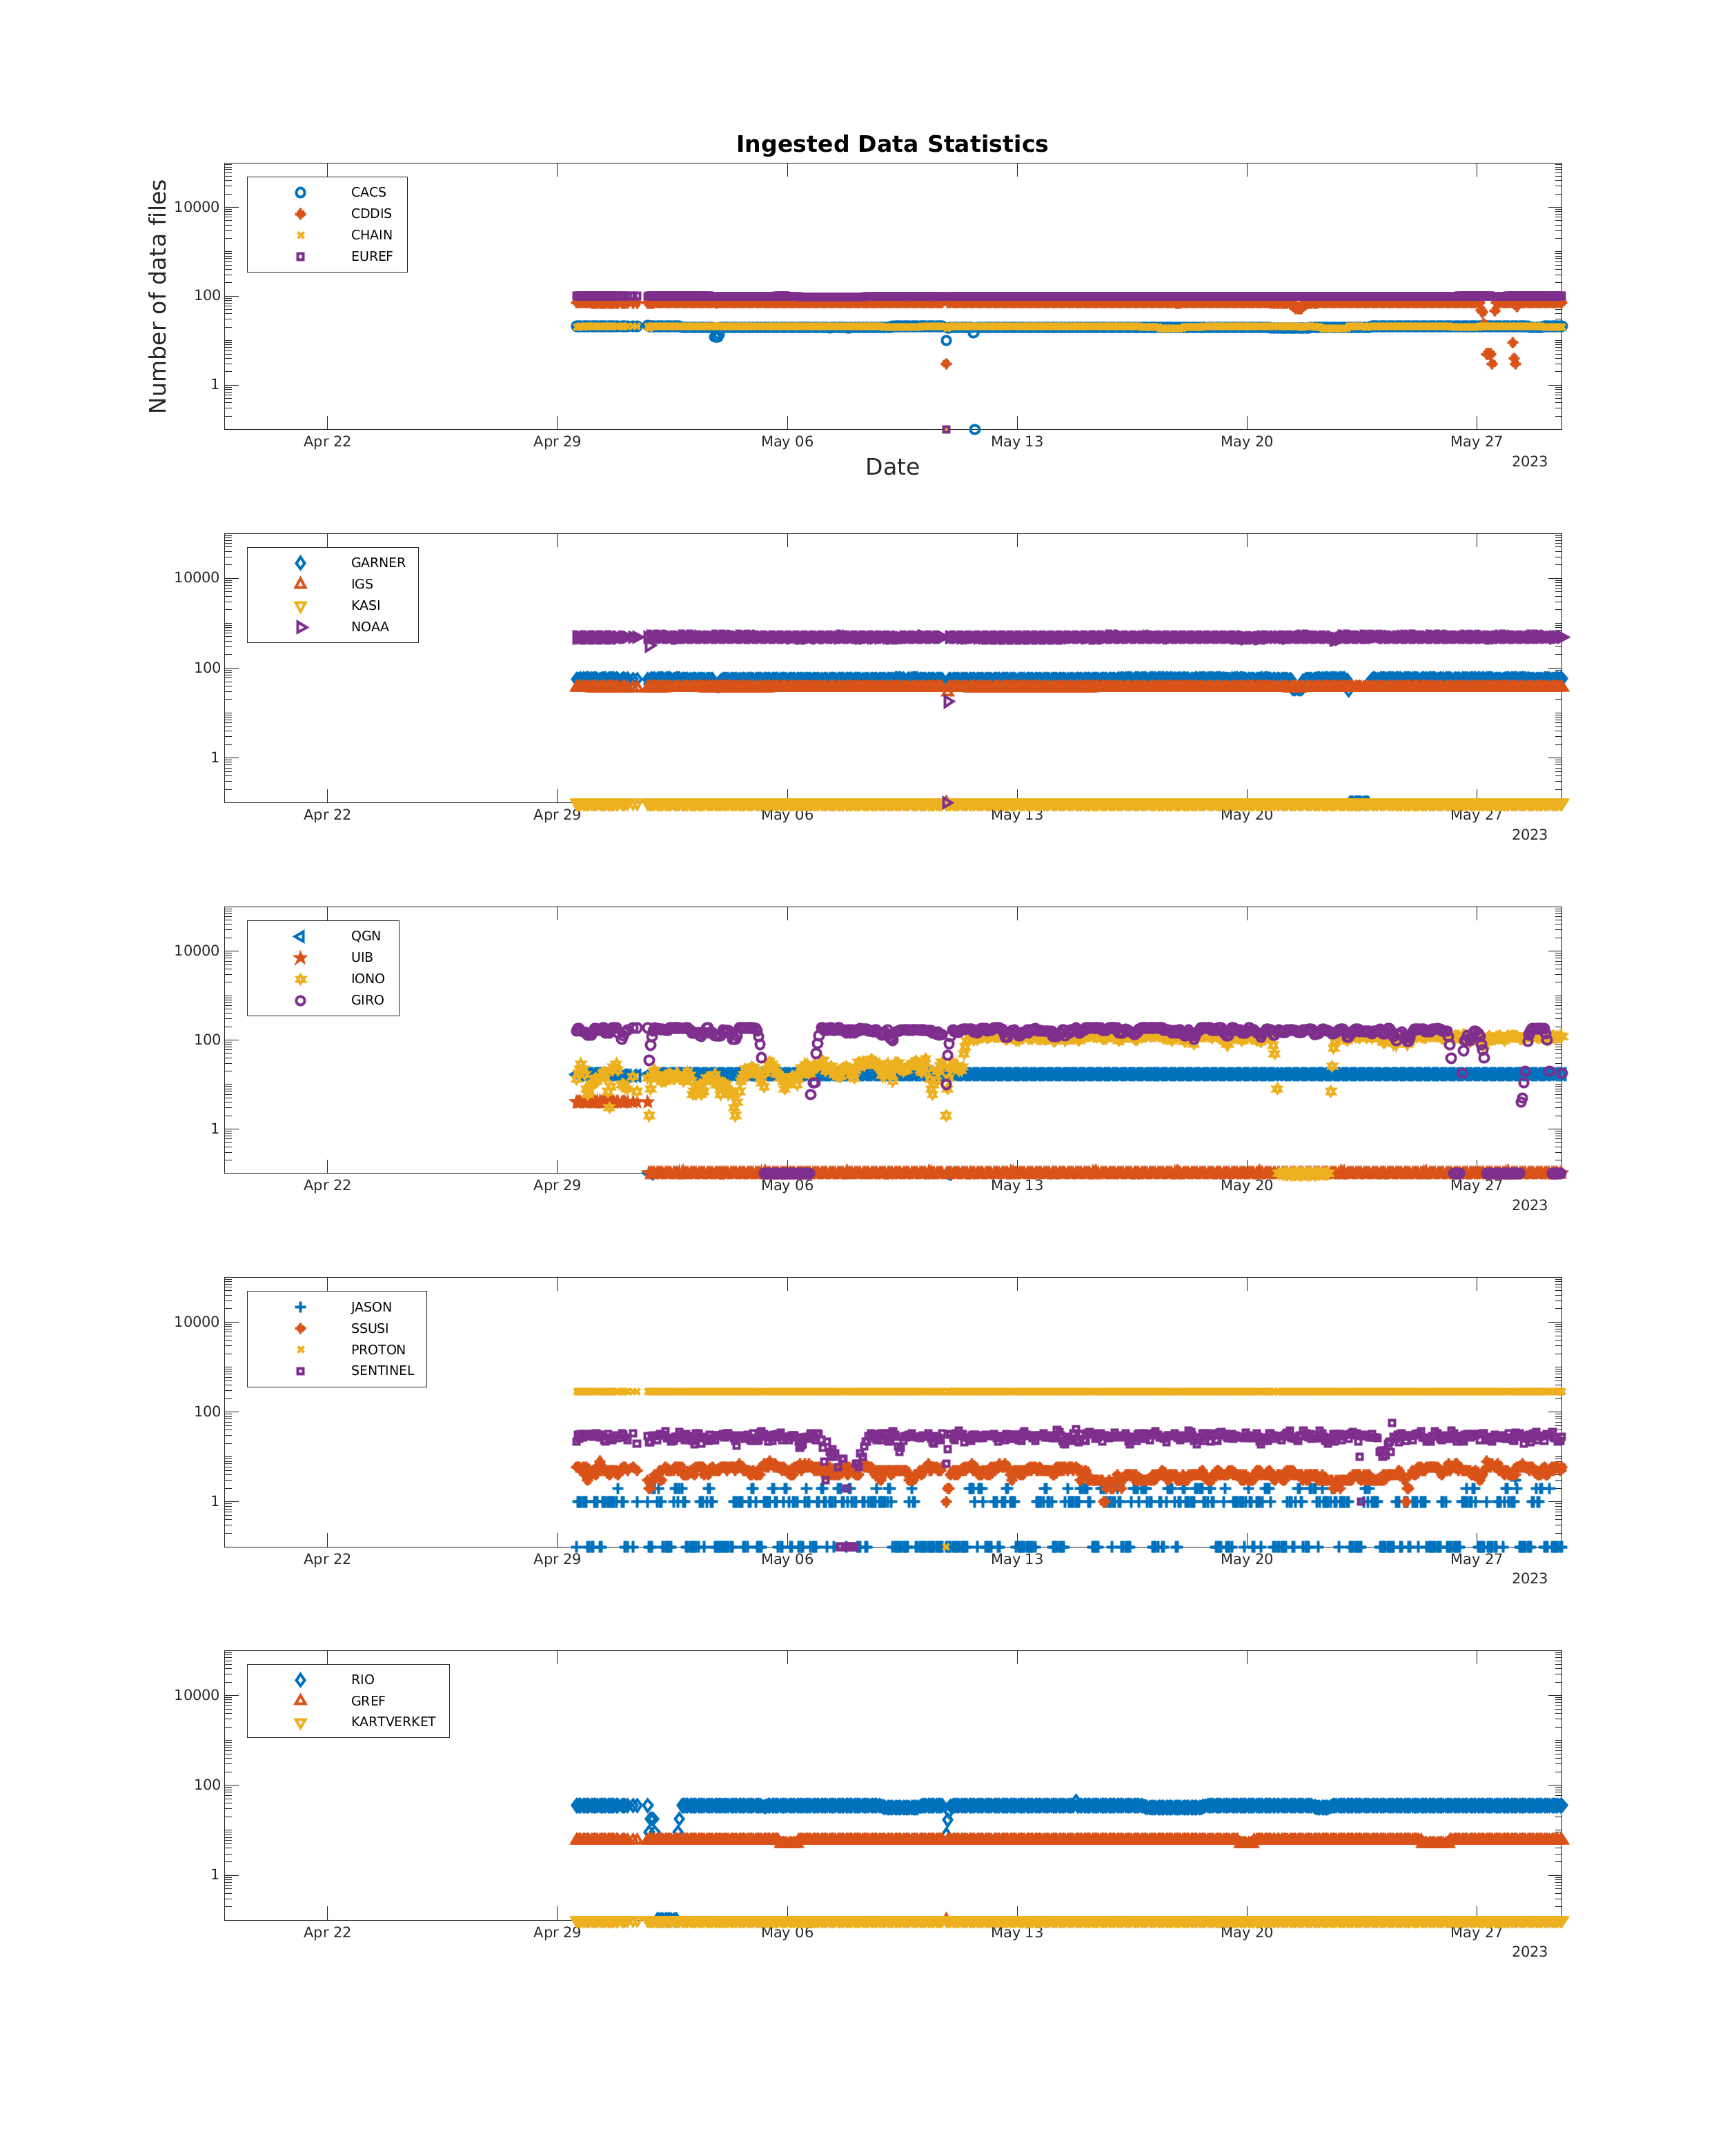 Ingested Data Statistics
Number of data files
10000
100
1
CACS
CDDIS
CHAIN
EUREF
Apr 22 Apr 29 May 06 May 13 May 20 May 27
2023
Date
10000
100
1
GARNER
IGS
KASI
NOAA
Apr 22 Apr 29 May 06 May 13 May 20 May 27
2023
10000
100
1
QGN
UIB
IONO
GIRO
Apr 22 Apr 29 May 06 May 13 May 20 May 27
2023
10000
100
1
JASON
SSUSI
PROTON
SENTINEL
Apr 22 Apr 29 May 06 May 13 May 20 May 27
2023
10000
100
1
RIO
GREF
KARTVERKET
Apr 22 Apr 29 May 06 May 13 May 20 May 27
2023